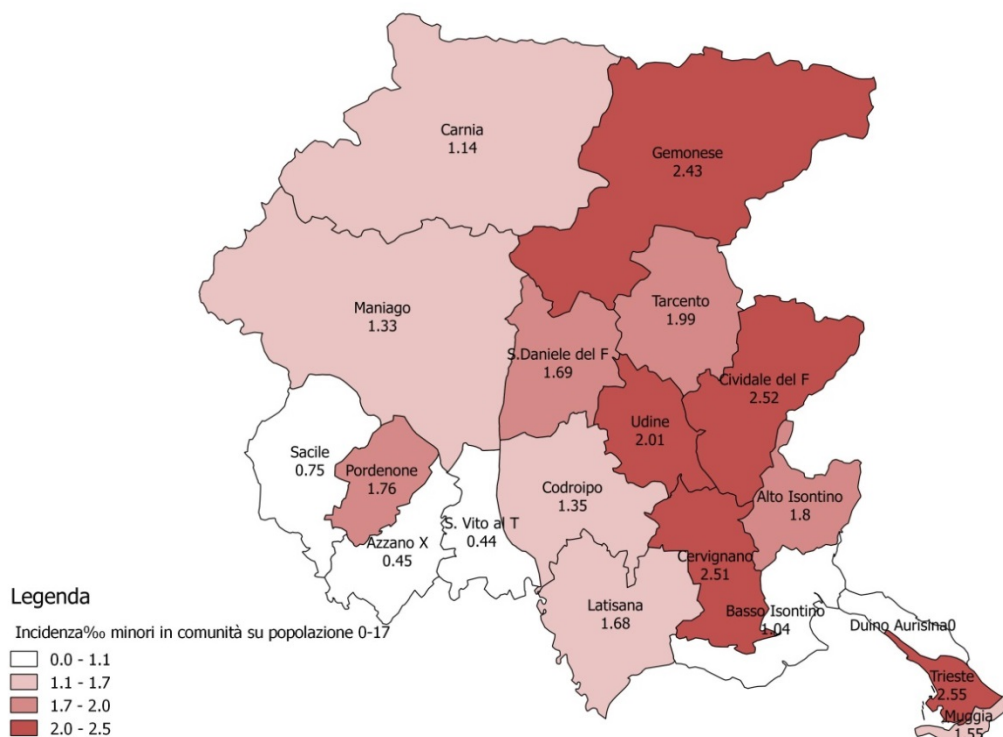 Carnia
1.14
Gemonese
2.43
Maniago
1.33
Tarcento
1.99
S.Daniele del F
1.69
Cividale del F
2.52
Udine
2.01
Sacile
0.75
Pordenone
1.76
Codroipo
1.35
Alto Isontino
1.8
S. Vito al T
0.44
Azzano X
0.45
Cervignano
2.51
Latisana
1.68
Basso Isontino
1.04
Duino Aurisina0
Trieste
2.55
Muggia
1.55
Legenda
Incidenza‰ minori in comunità su popolazione 0-17
0.0 - 1.1
1.1 - 1.7
1.7 - 2.0
2.0 - 2.5